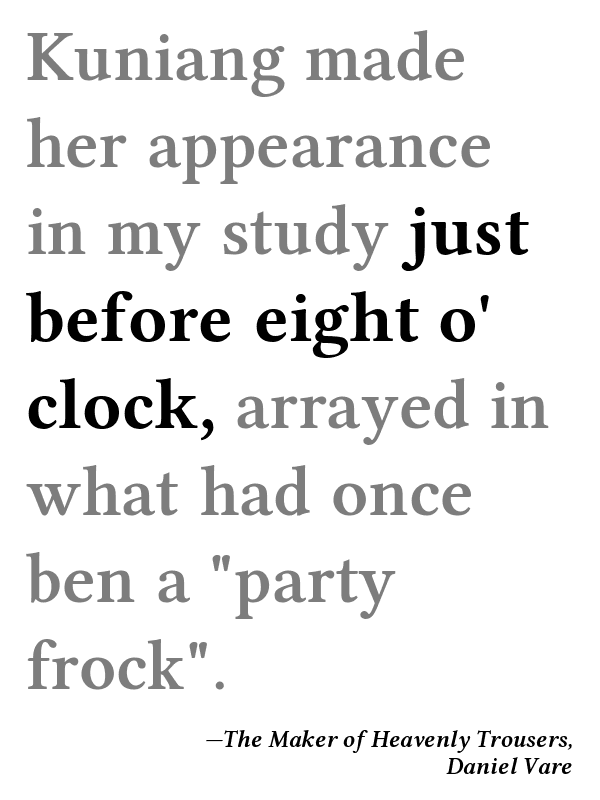 Kuniang made
her appearance
in my study just
before eight o'
clock, arrayed in
what had once
ben a "party
frock".
—The Maker of Heavenly Trousers,
Daniel Vare